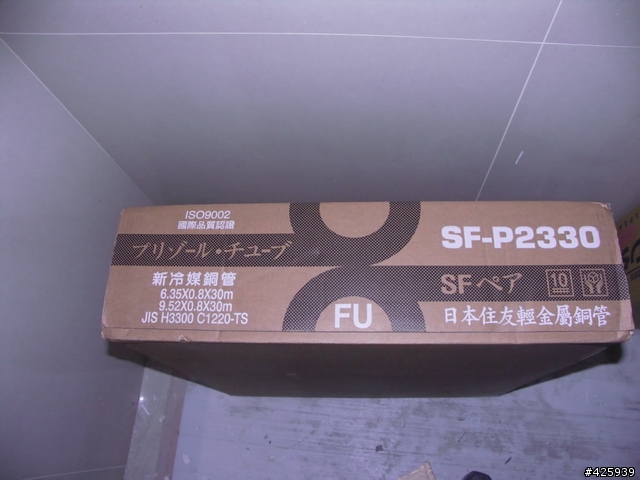 ISO9002
國際品質認證
プリゾール・チューブ
新冷媒銅管
6.35X0.8X30m
9.52X0.8X30m
JIS H3300 C1220-TS
FU
SF-P2330
SFペア
10
日本住友輕金屬銅管
#425939